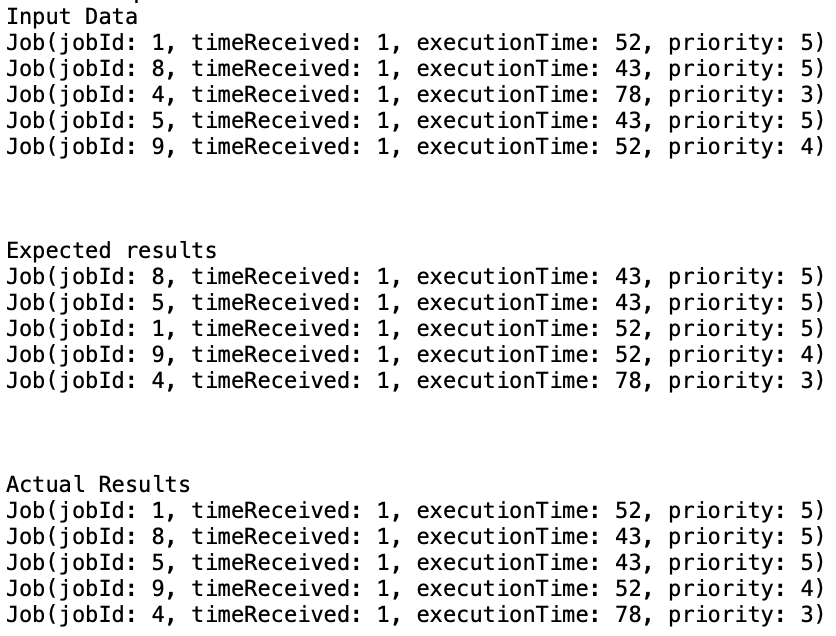 Input Data
Job(jobId: 1, timeReceived: 1, executionTime: 52, priority: 5)
Job(jobId: 8, timeReceived: 1, executionTime: 43, priority: 5)
Job(jobId: 4, timeReceived: 1, executionTime: 78, priority: 3)
Job(jobId: 5, timeReceived: 1, executionTime: 43, priority: 5)
Job(jobId: 9, timeReceived: 1, executionTime: 52, priority: 4)
Expected results
Job(jobId: 8, timeReceived: 1, executionTime: 43, priority: 5)
Job(jobId: 5, timeReceived: 1, executionTime: 43, priority: 5)
Job(jobId: 1, timeReceived: 1, executionTime: 52, priority: 5)
Job(jobId: 9, timeReceived: 1, executionTime: 52, priority: 4)
Job(jobId: 4, timeReceived: 1, executionTime: 78, priority: 3)
Actual Results
Job(jobId: 1, timeReceived: 1, executionTime: 52, priority: 5)
Job(jobId: 8, timeReceived: 1, executionTime: 43, priority: 5)
Job(jobId: 5, timeReceived: 1, executionTime: 43, priority: 5)
Job(jobId: 9, timeReceived: 1, executionTime: 52, priority: 4)
Job(jobId: 4, timeReceived: 1, executionTime: 78, priority: 3)